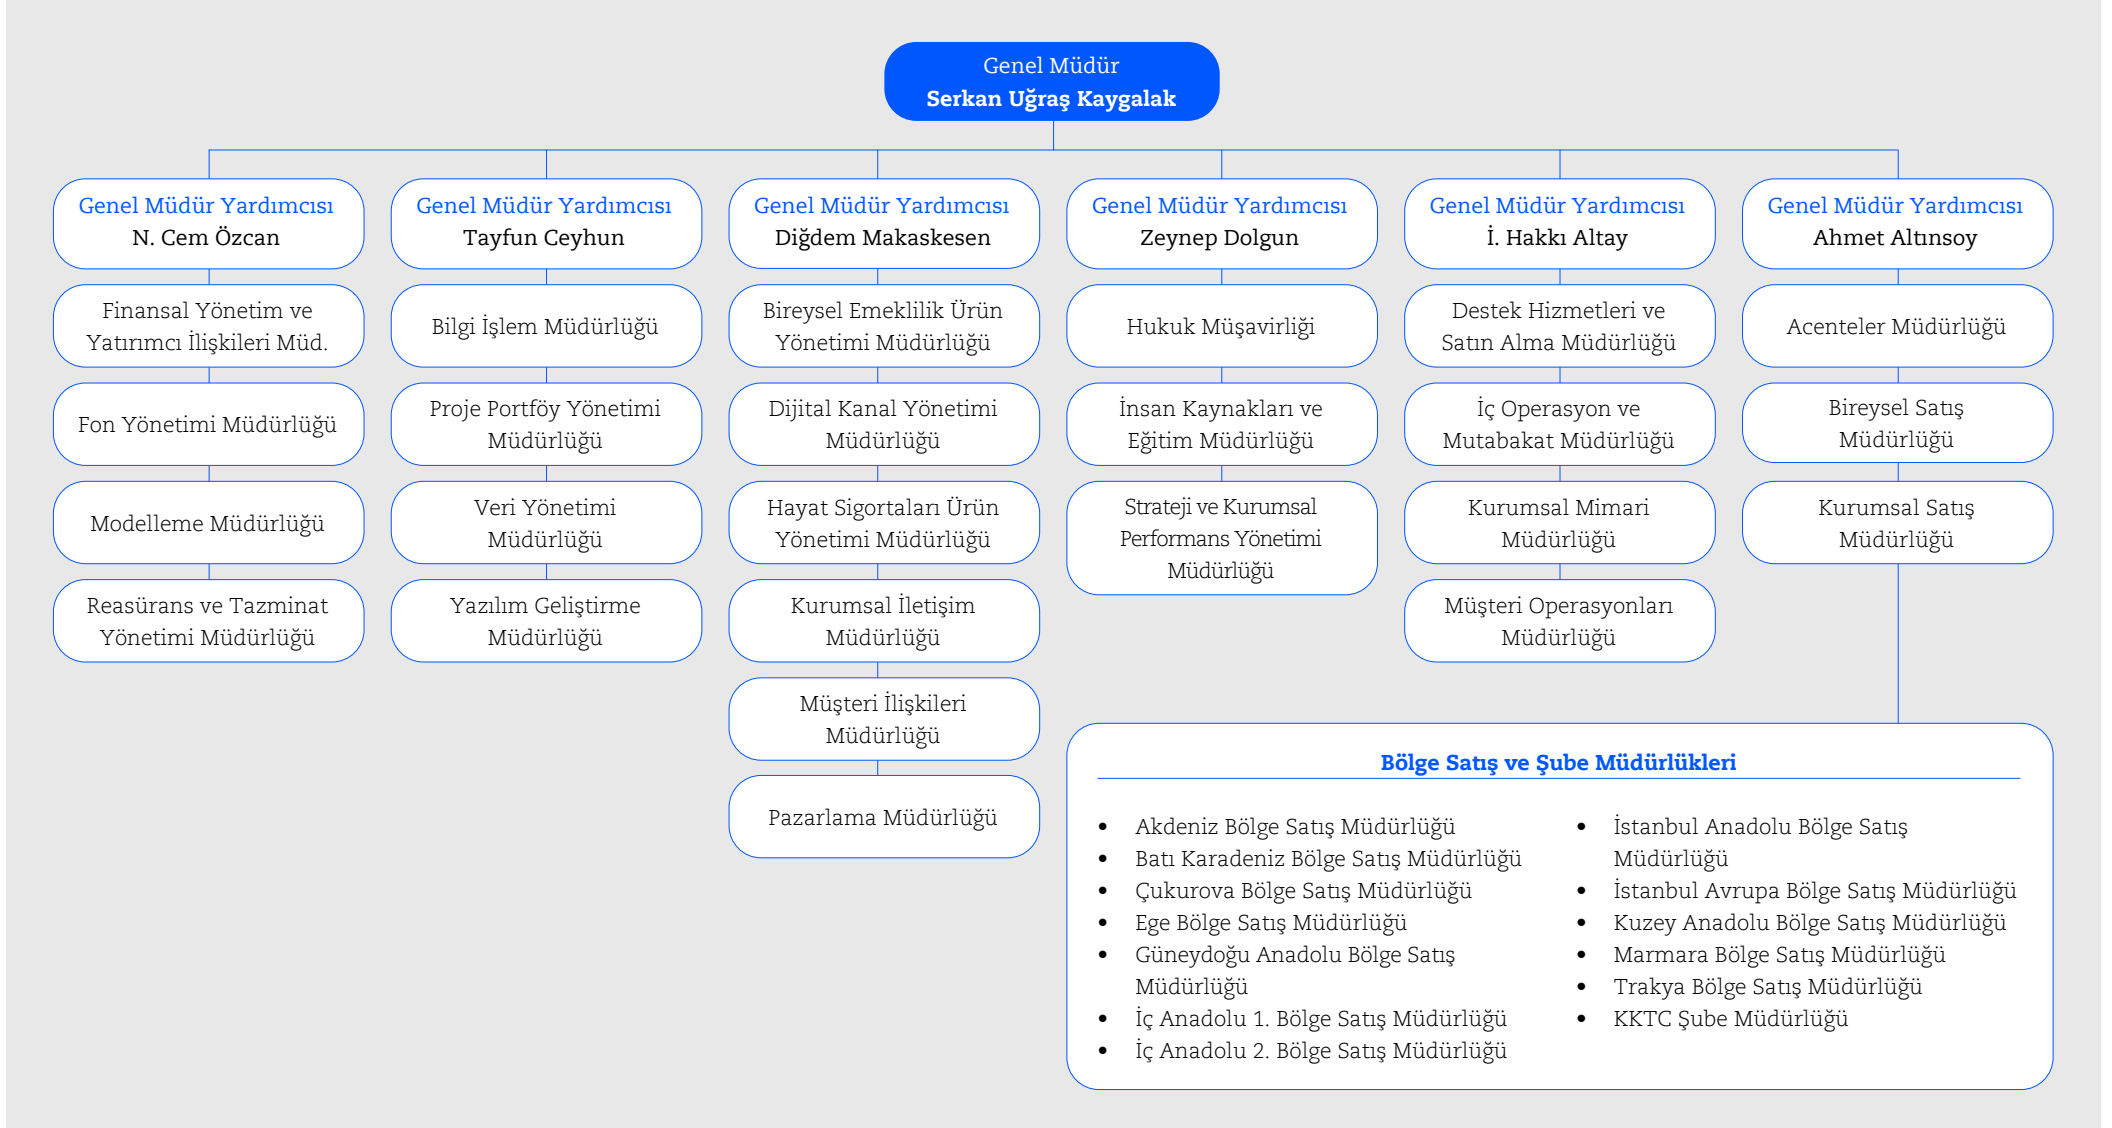 Genel Müdür
Serkan Uğraş Kaygalak
Genel Müdür Yardımcısı
N. Cem Özcan
Finansal Yönetim ve
Yatırımcı İlişkileri Müd.
Fon Yönetimi Müdürlüğü
Modelleme Müdürlüğü
Reasürans ve Tazminat
Yönetimi Müdürlüğü
Genel Müdür Yardımcısı
Tayfun Ceyhun
Bilgi İşlem Müdürlüğü
Proje Portföy Yönetimi
Müdürlüğü
Veri Yönetimi
Müdürlüğü
Yazılım Geliştirme
Müdürlüğü
Genel Müdür Yardımcısı
Diğdem Makaskesen
Bireysel Emeklilik Ürün
Yönetimi Müdürlüğü
Dijital Kanal Yönetimi
Müdürlüğü
Hayat Sigortaları Ürün
Yönetimi Müdürlüğü
Kurumsal İletişim
Müdürlüğü
Müşteri İlişkileri
Müdürlüğü
Pazarlama Müdürlüğü
Genel Müdür Yardımcısı
Zeynep Dolgun
Hukuk Müşavirliği
İnsan Kaynakları ve
Eğitim Müdürlüğü
Strateji ve Kurumsal
Performans Yönetimi
Müdürlüğü
Genel Müdür Yardımcısı
İ. Hakkı Altay
Destek Hizmetleri ve
Satın Alma Müdürlüğü
İç Operasyon ve
Mutabakat Müdürlüğü
Kurumsal Mimari
Müdürlüğü
Müşteri Operasyonları
Müdürlüğü
Genel Müdür Yardımcısı
Ahmet Altınsoy
Acenteler Müdürlüğü
Bireysel Satış
Müdürlüğü
Kurumsal Satış
Müdürlüğü
Bölge Satış ve Şube Müdürlükleri
• Akdeniz Bölge Satış Müdürlüğü
• Batı Karadeniz Bölge Satış Müdürlüğü
• Çukurova Bölge Satış Müdürlüğü
• Ege Bölge Satış Müdürlüğü
• Güneydoğu Anadolu Bölge Satış
Müdürlüğü
• İç Anadolu 1. Bölge Satış Müdürlüğü
• İç Anadolu 2. Bölge Satış Müdürlüğü
• İstanbul Anadolu Bölge Satış
Müdürlüğü
• İstanbul Avrupa Bölge Satış Müdürlüğü
• Kuzey Anadolu Bölge Satış Müdürlüğü
• Marmara Bölge Satış Müdürlüğü
• Trakya Bölge Satış Müdürlüğü
• KKTC Şube Müdürlüğü